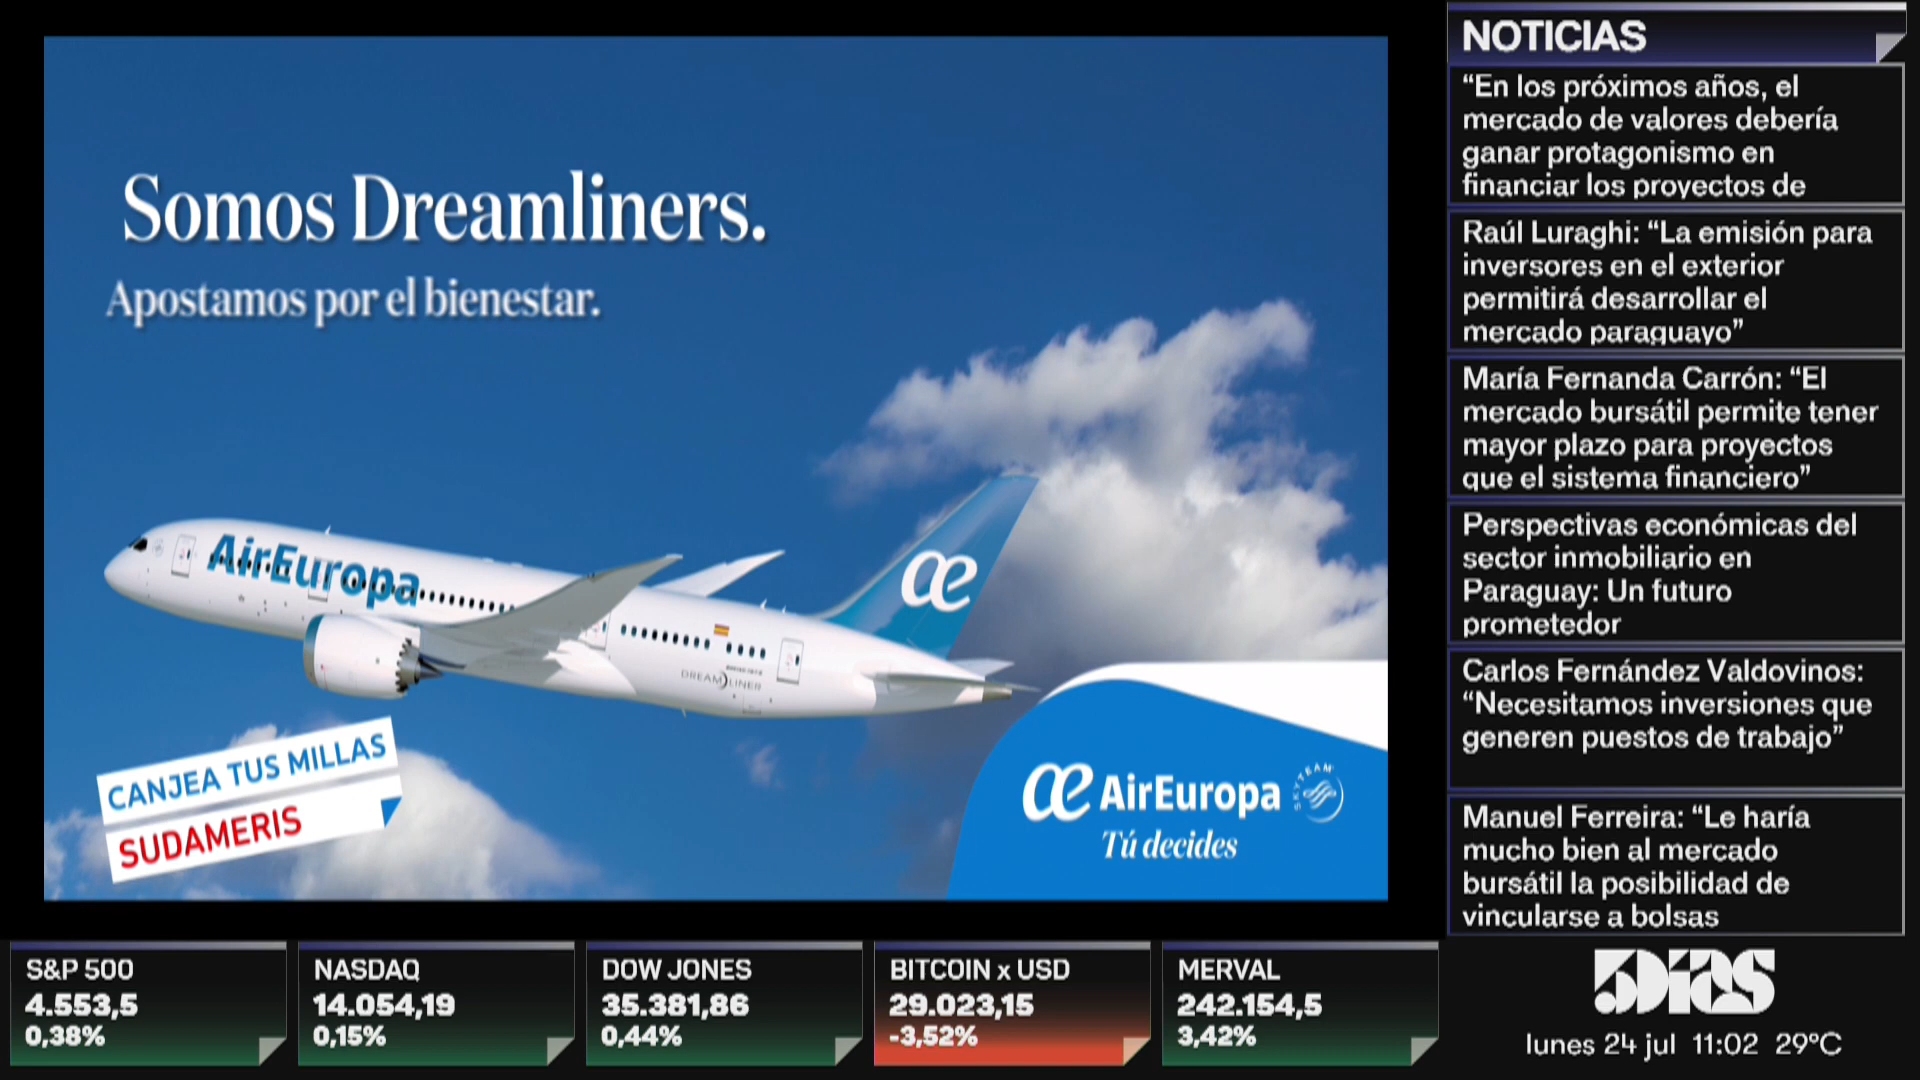 Somos Dreamliners.
Apostamos por el bienestar.
AirEuropa
æ
DREAMLINER
CANJEA TUS MILLAS
SUDAMERIS
æ AirEuropa
SKYTEAM
Tú decides
NOTICIAS
“En los próximos años, el
mercado de valores debería
ganar protagonismo en
financiar los proyectos de
Raúl Luraghi: “La emisión para
inversores en el exterior
permitirá desarrollar el
mercado paraguayo”
María Fernanda Carrón: “El
mercado bursátil permite tener
mayor plazo para proyectos
que el sistema financiero”
Perspectivas económicas del
sector inmobiliario en
Paraguay: Un futuro
prometedor
Carlos Fernández Valdovinos:
“Necesitamos inversiones que
generen puestos de trabajo”
Manuel Ferreira: “Le haría
mucho bien al mercado
bursátil la posibilidad de
vincularse a bolsas
S&P 500
4.553,5
0,38%
NASDAQ
14.054,19
0,15%
DOW JONES
35.381,86
0,44%
BITCOIN x USD
29.023,15
-3,52%
MERVAL
242.154,5
3,42%
5Días
lunes 24 jul 11:02 29°C